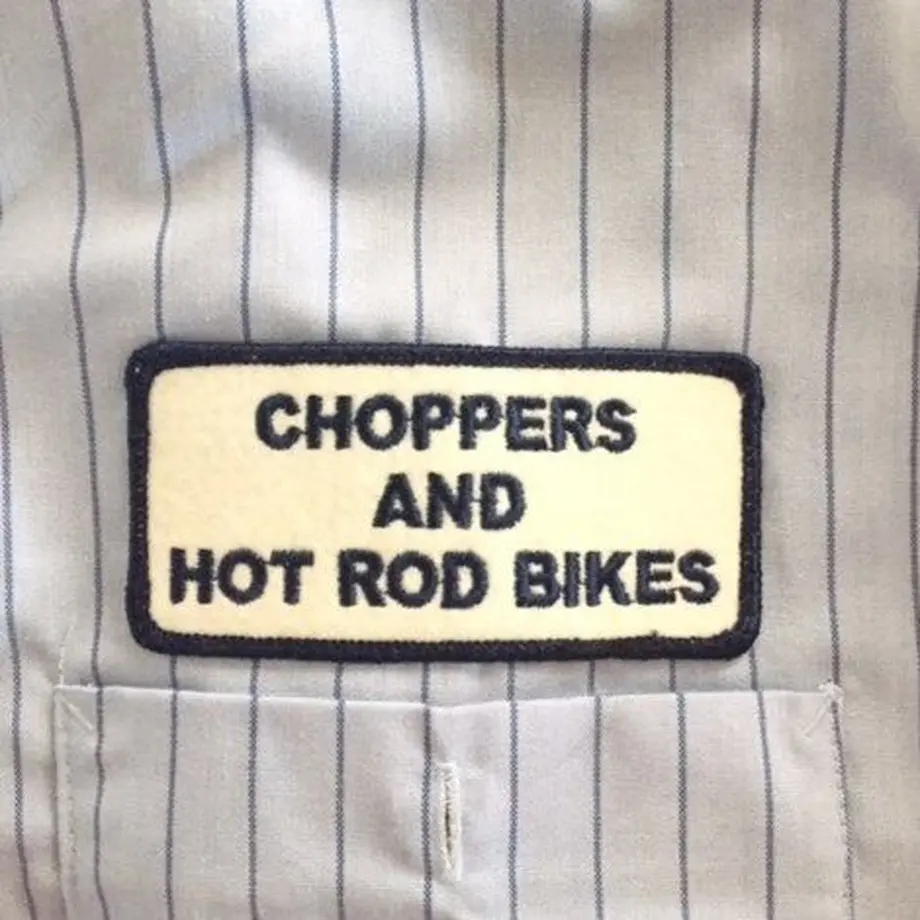 CHOPPERS
AND
HOT ROD BIKES